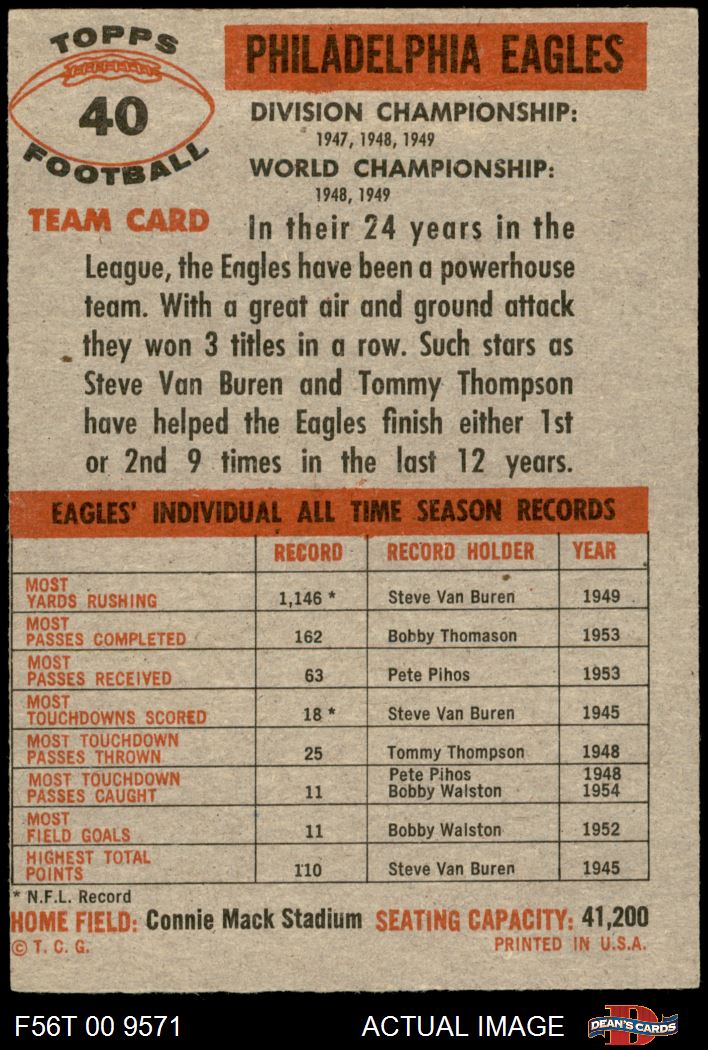 TOPPS
40
FOOTBALL
TEAM CARD
PHILADELPHIA EAGLES
DIVISION CHAMPIONSHIP:
1947, 1948, 1949
WORLD CHAMPIONSHIP:
1948, 1949
In their 24 years in the
League, the Eagles have been a powerhouse
team. With a great air and ground attack
they won 3 titles in a row. Such stars as
Steve Van Buren and Tommy Thompson
have helped the Eagles finish either 1st
or 2nd 9 times in the last 12 years.
EAGLES' INDIVIDUAL ALL TIME SEASON RECORDS
RECORD RECORD HOLDER YEAR
MOST
YARDS RUSHING 1,146 * Steve Van Buren 1949
MOST
PASSES COMPLETED 162 Bobby Thomason 1953
MOST
PASSES RECEIVED 63 Pete Pihos 1953
MOST
TOUCHDOWNS SCORED 18 * Steve Van Buren 1945
MOST TOUCHDOWN
PASSES THROWN 25 Tommy Thompson 1948
MOST TOUCHDOWN Pete Pihos 1948
PASSES CAUGHT 11 Bobby Walston 1954
MOST
FIELD GOALS 11 Bobby Walston 1952
HIGHEST TOTAL
POINTS 110 Steve Van Buren 1945
* N.F.L. Record
HOME FIELD: Connie Mack Stadium SEATING CAPACITY: 41,200
© T. C. G. PRINTED IN U.S.A.
F56T 00 9571 ACTUAL IMAGE DEAN'S CARDS